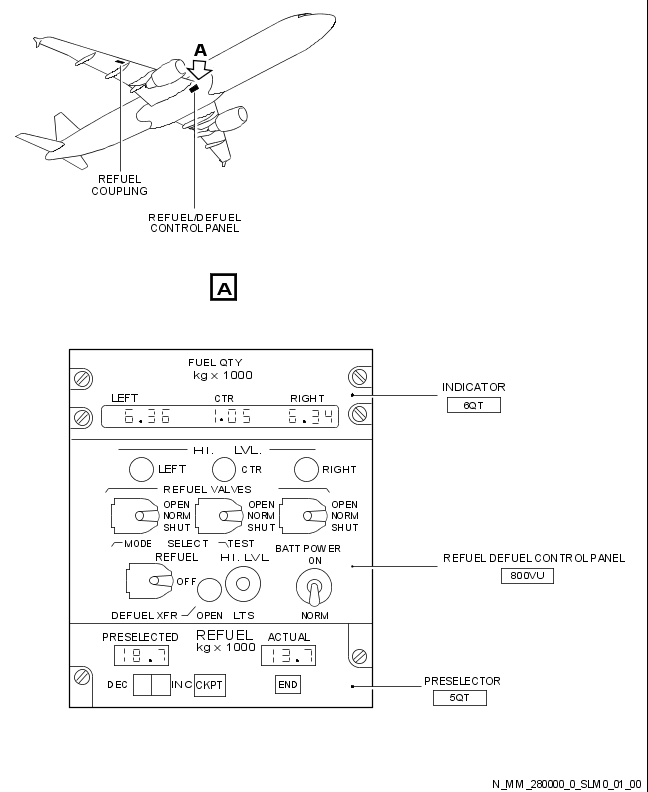 A
REFUEL
COUPLING
REFUEL/DEFUEL
CONTROL PANEL
A
FUEL QTY
kg x 1000
LEFT CTR RIGHT
6.36 1.05 6.34
HI. LVL.
LEFT CTR RIGHT
REFUEL VALVES
OPEN OPEN OPEN
NORM NORM NORM
SHUT SHUT SHUT
MODE SELECT TEST
BATT POWER
REFUEL HI. LVL ON
OFF
DEFUEL XFR OPEN LTS NORM
PRESELECTED REFUEL ACTUAL
kg x 1000
18.7 13.7
DEC INC CKPT END
INDICATOR
6QT
REFUEL DEFUEL CONTROL PANEL
800VU
PRESELECTOR
5QT
N_MM_280000_0_SLM0_01_00